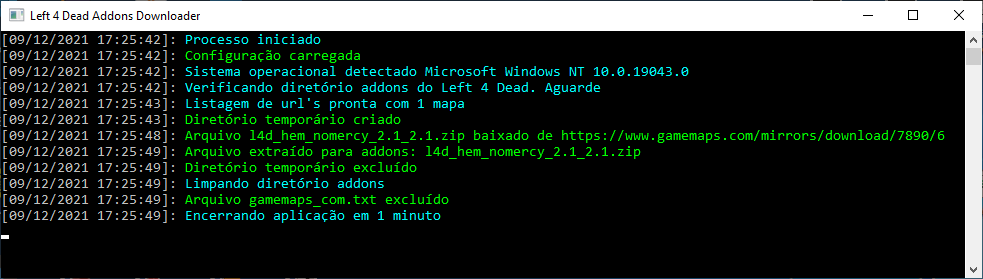 Left 4 Dead Addons Downloader
[09/12/2021 17:25:42]: Processo iniciado
[09/12/2021 17:25:42]: Configuração carregada
[09/12/2021 17:25:42]: Sistema operacional detectado Microsoft Windows NT 10.0.19043.0
[09/12/2021 17:25:42]: Verificando diretório addons do Left 4 Dead. Aguarde
[09/12/2021 17:25:43]: Listagem de url's pronta com 1 mapa
[09/12/2021 17:25:43]: Diretório temporário criado
[09/12/2021 17:25:48]: Arquivo l4d_hem_nomercy_2.1_2.1.zip baixado de https://www.gamemaps.com/mirrors/download/7890/6
[09/12/2021 17:25:49]: Arquivo extraído para addons: l4d_hem_nomercy_2.1_2.1.zip
[09/12/2021 17:25:49]: Diretório temporário excluído
[09/12/2021 17:25:49]: Limpando diretório addons
[09/12/2021 17:25:49]: Arquivo gamemaps_com.txt excluído
[09/12/2021 17:25:49]: Encerrando aplicação em 1 minuto